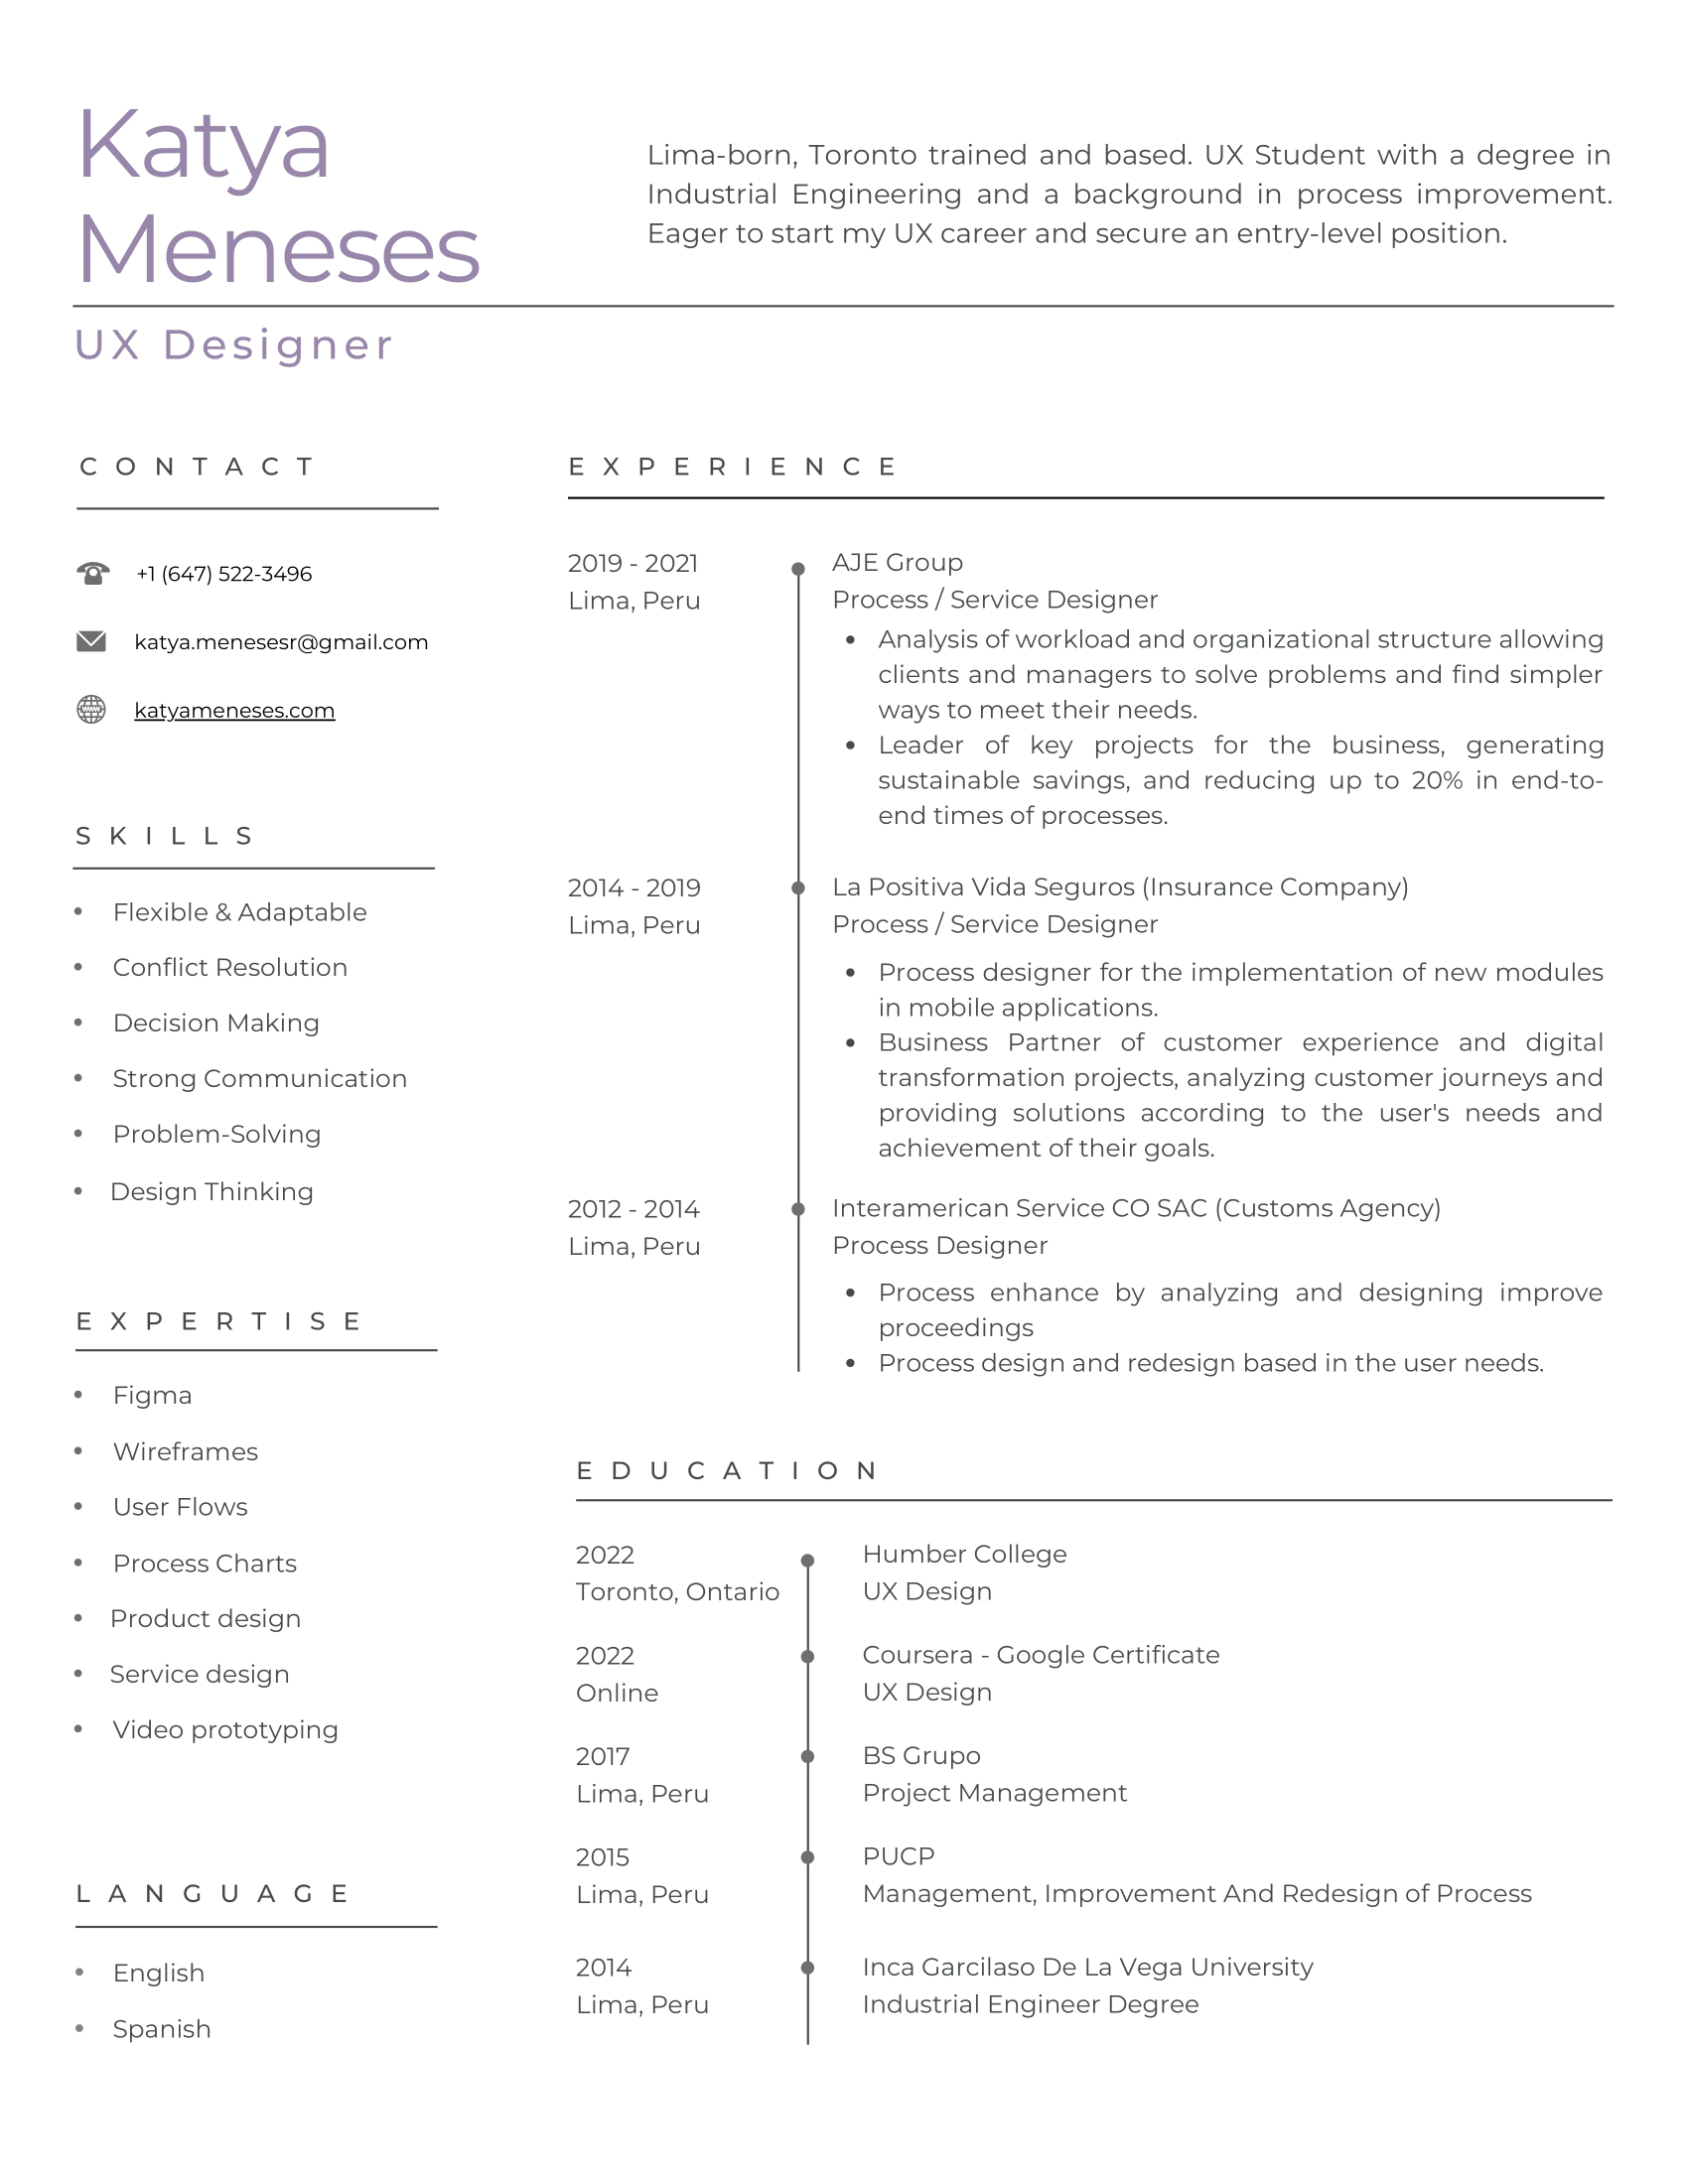 Katya
Meneses
Lima-born, Toronto trained and based. UX Student with a degree in
Industrial Engineering and a background in process improvement.
Eager to start my UX career and secure an entry-level position.
UX Designer
CONTACT
+1 (647) 522-3496
katya.menesesr@gmail.com
katyameneses.com
SKILLS
• Flexible & Adaptable
• Conflict Resolution
• Decision Making
• Strong Communication
• Problem-Solving
• Design Thinking
EXPERTISE
• Figma
• Wireframes
• User Flows
• Process Charts
• Product design
• Service design
• Video prototyping
LANGUAGE
• English
• Spanish
EXPERIENCE
2019 - 2021
Lima, Peru
AJE Group
Process / Service Designer
• Analysis of workload and organizational structure allowing
clients and managers to solve problems and find simpler
ways to meet their needs.
• Leader of key projects for the business, generating
sustainable savings, and reducing up to 20% in end-to-
end times of processes.
2014 - 2019
Lima, Peru
La Positiva Vida Seguros (Insurance Company)
Process / Service Designer
• Process designer for the implementation of new modules
in mobile applications.
• Business Partner of customer experience and digital
transformation projects, analyzing customer journeys and
providing solutions according to the user's needs and
achievement of their goals.
2012 - 2014
Lima, Peru
Interamerican Service CO SAC (Customs Agency)
Process Designer
• Process enhance by analyzing and designing improve
proceedings
• Process design and redesign based in the user needs.
EDUCATION
2022
Toronto, Ontario
Humber College
UX Design
2022
Online
Coursera - Google Certificate
UX Design
2017
Lima, Peru
BS Grupo
Project Management
2015
Lima, Peru
PUCP
Management, Improvement And Redesign of Process
2014
Lima, Peru
Inca Garcilaso De La Vega University
Industrial Engineer Degree